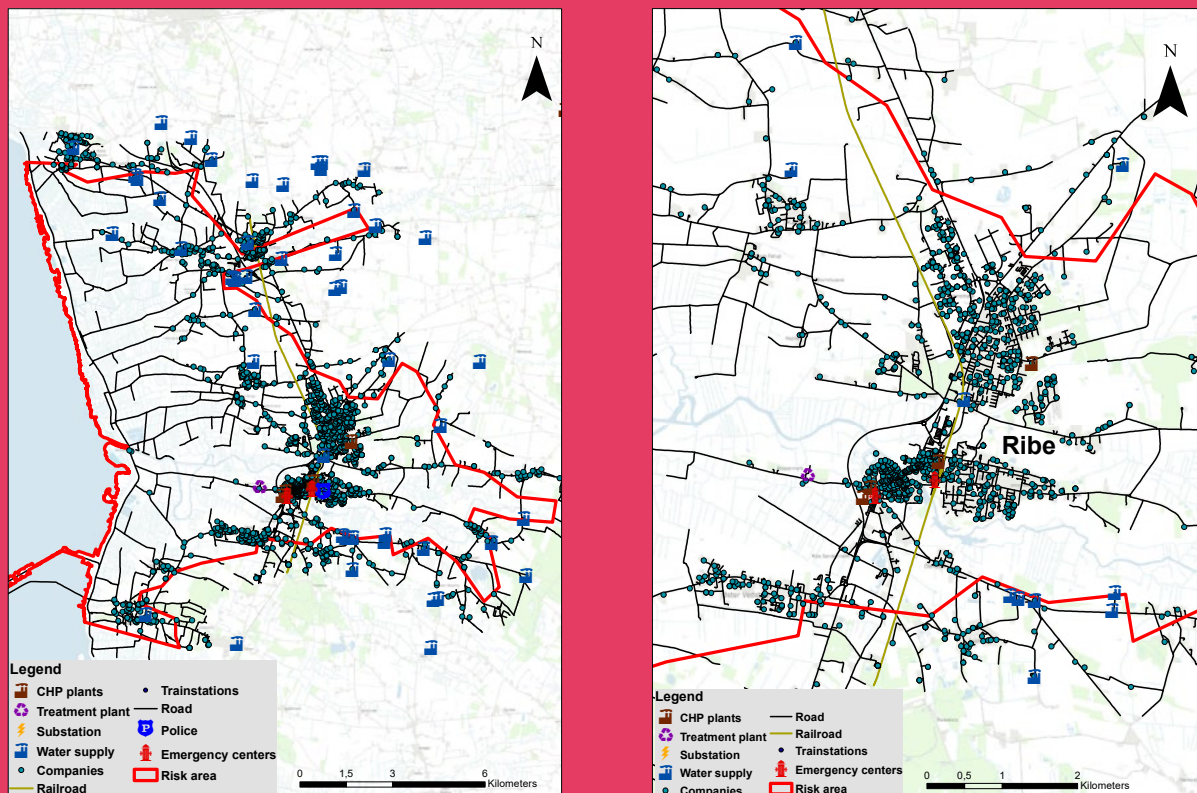 N
Legend
CHP plants
Treatment plant
Substation
Water supply
Companies
Railroad
Trainstations
Road
Police
Emergency centers
Risk area
0 1,5 3 6
Kilometers
N
Ribe
Legend
CHP plants
Treatment plant
Substation
Water supply
Companies
Road
Railroad
Trainstations
Emergency centers
Risk area
0 0,5 1 2
Kilometers